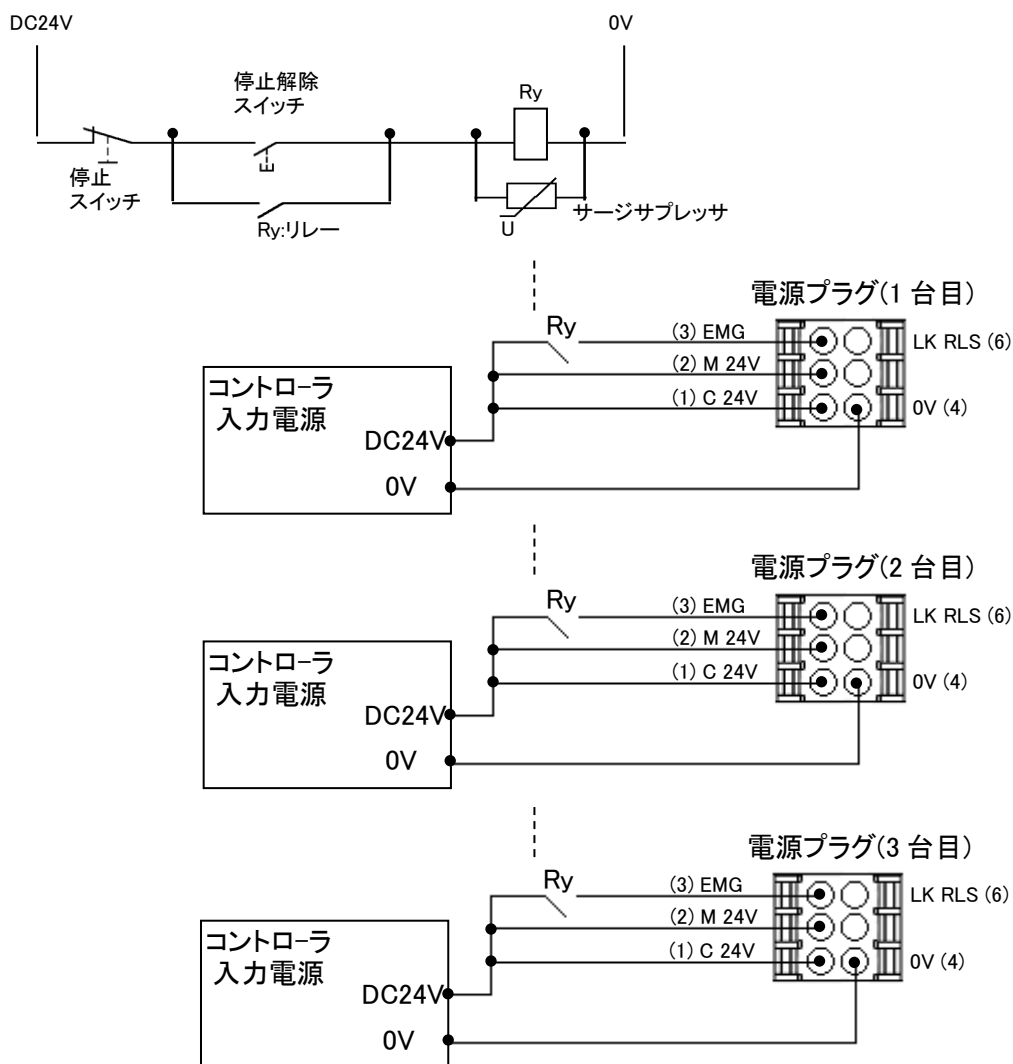 DC24V
0V
停止解除
スイッチ
Ry
停止
スイッチ
Ry:リレー
U
サージサプレッサ
電源プラグ(1 台目)
Ry
(3) EMG
LK RLS (6)
(2) M 24V
(1) C 24V
0V (4)
コントローラ
入力電源
DC24V
0V
電源プラグ(2 台目)
Ry
(3) EMG
LK RLS (6)
(2) M 24V
(1) C 24V
0V (4)
コントローラ
入力電源
DC24V
0V
電源プラグ(3 台目)
Ry
(3) EMG
LK RLS (6)
(2) M 24V
(1) C 24V
0V (4)
コントローラ
入力電源
DC24V
0V